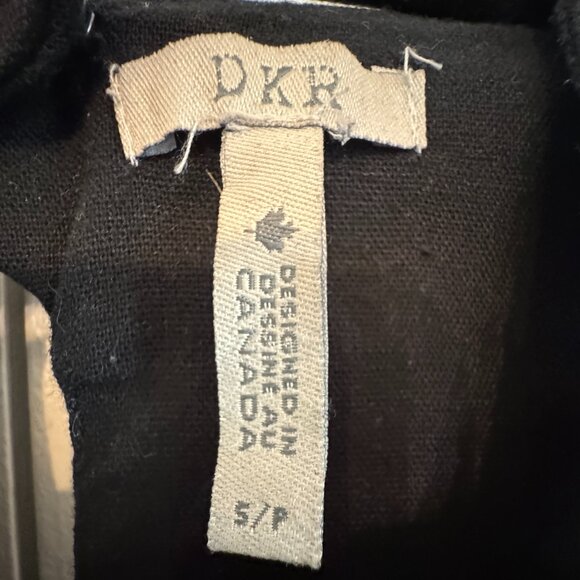 DKR
DESIGNED IN
DESSINÉ AU
CANADA
S/P